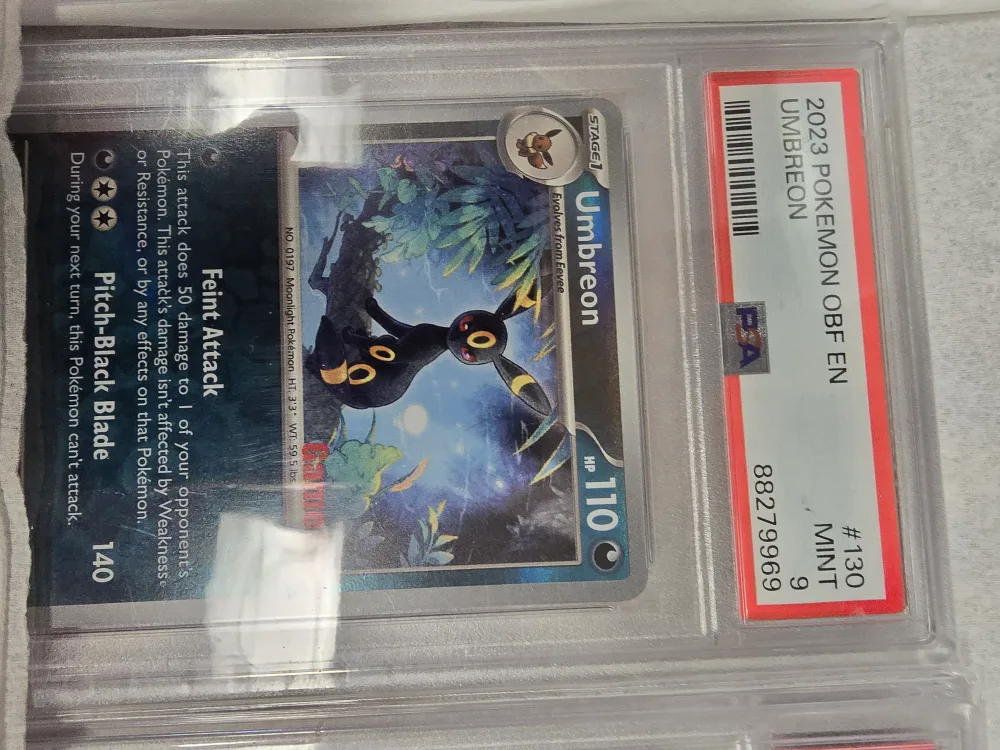 2023 POKEMON OBF EN
#130
UMBREON
MINT
9
PSA
88279969
STAGE 1
Umbreon
HP 110
Evolves from Eevee
NO. 0197 Moonlight Pokémon HT: 3'3" WT: 59.5 lbs.
Feint Attack
This attack does 50 damage to 1 of your opponent's
Pokémon. This attack's damage isn't affected by Weakness
or Resistance, or by any effects on that Pokémon.
Pitch-Black Blade
140
During your next turn, this Pokémon can't attack.